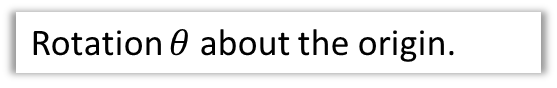 Rotation θ about the origin.